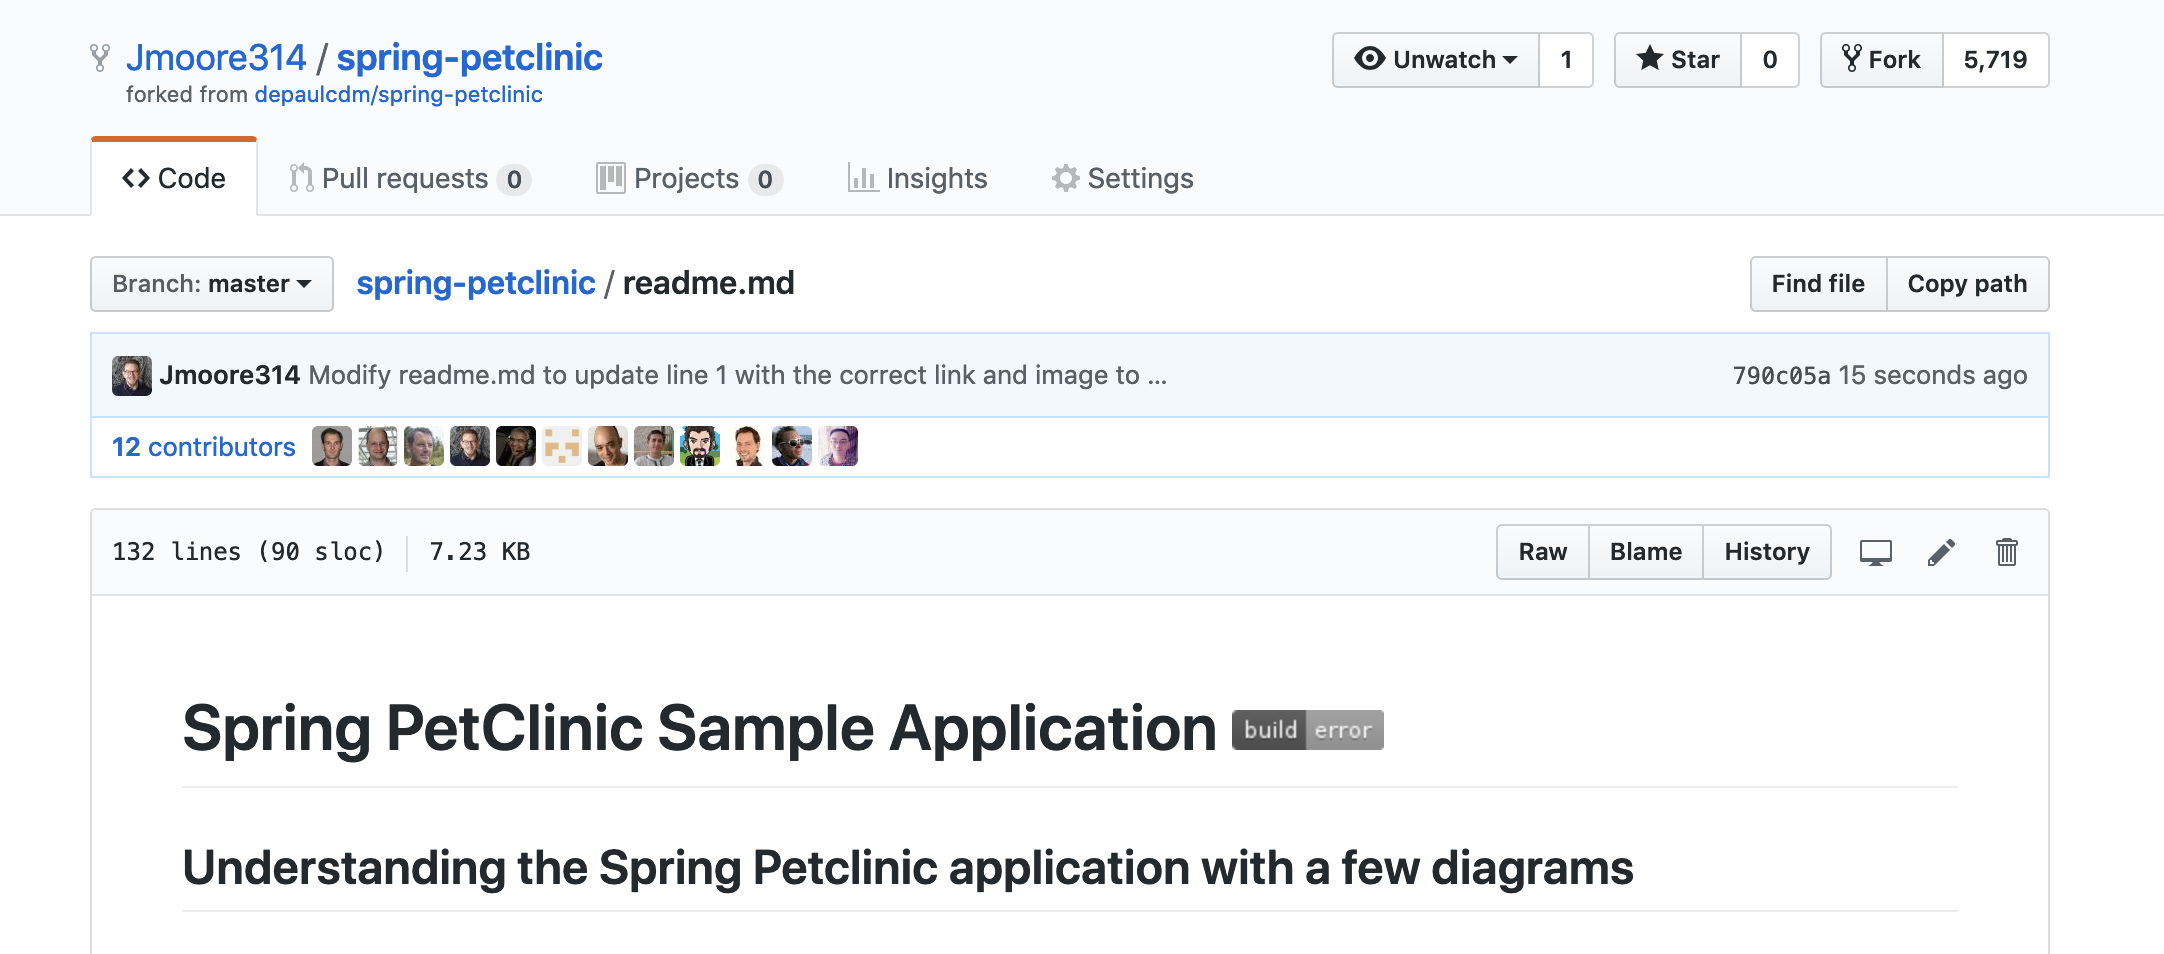 Jmoore314 / spring-petclinic
forked from depaulcdm/spring-petclinic
Unwatch 1 Star 0 Fork 5,719
Code Pull requests 0 Projects 0 Insights Settings
Branch: master spring-petclinic / readme.md Find file Copy path
Jmoore314 Modify readme.md to update line 1 with the correct link and image to ... 790c05a 15 seconds ago
12 contributors
132 lines (90 sloc) 7.23 KB Raw Blame History
Spring PetClinic Sample Application build error
Understanding the Spring Petclinic application with a few diagrams